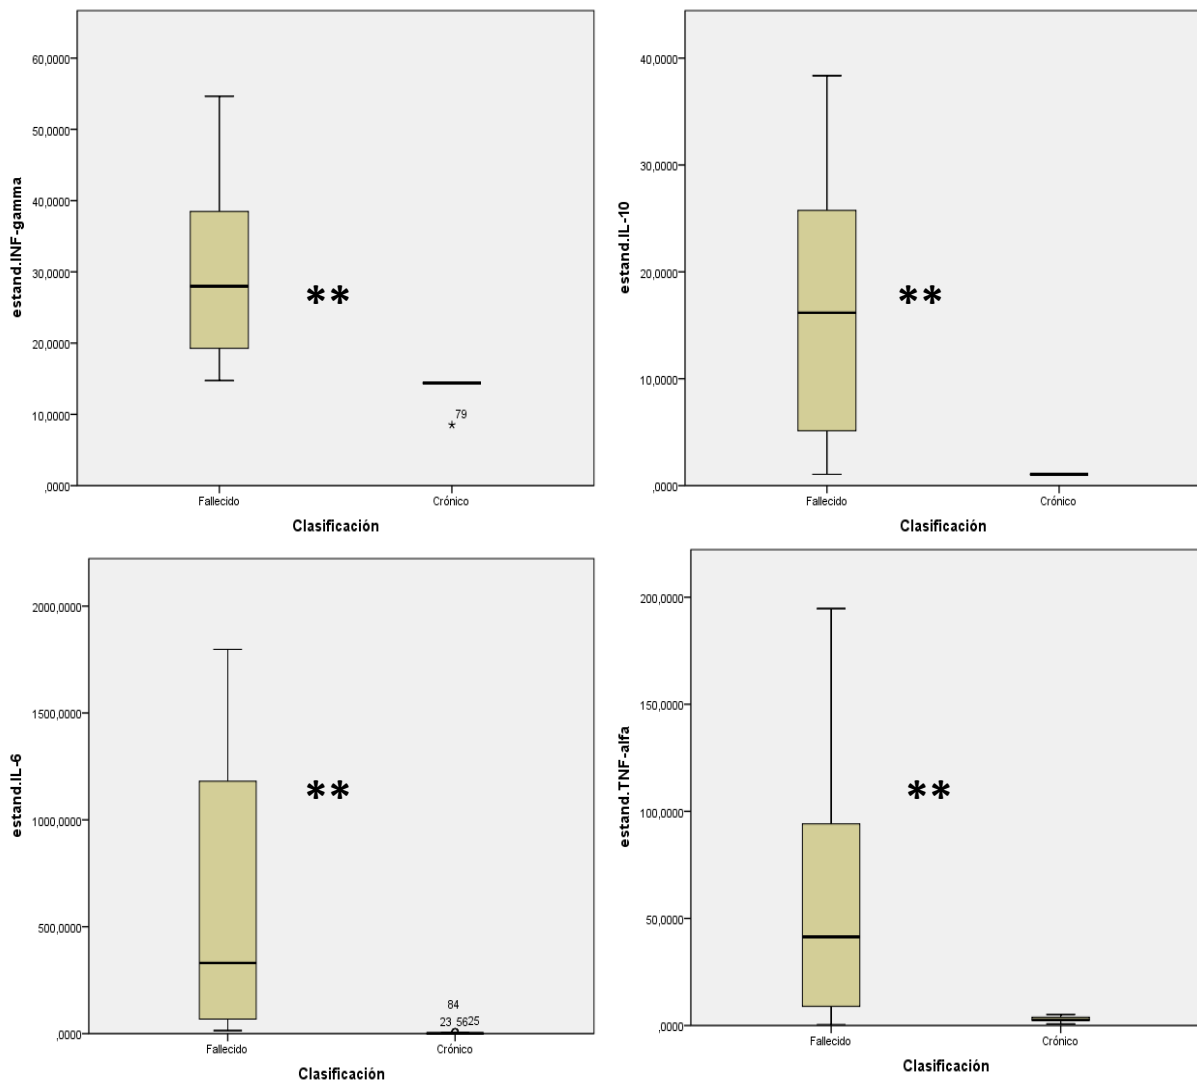 estand.INF-gamma
60,0000
50,0000
40,0000
30,0000
20,0000
10,0000
,0000
**
79
*
Fallecido Crónico
Clasificación
estand.IL-10
40,0000
30,0000
20,0000
10,0000
,0000
**
Fallecido Crónico
Clasificación
estand.IL-6
2000,0000
1500,0000
1000,0000
500,0000
,0000
**
84
23 56 25
Fallecido Crónico
Clasificación
estand.TNF-alfa
200,0000
150,0000
100,0000
50,0000
,0000
**
Fallecido Crónico
Clasificación